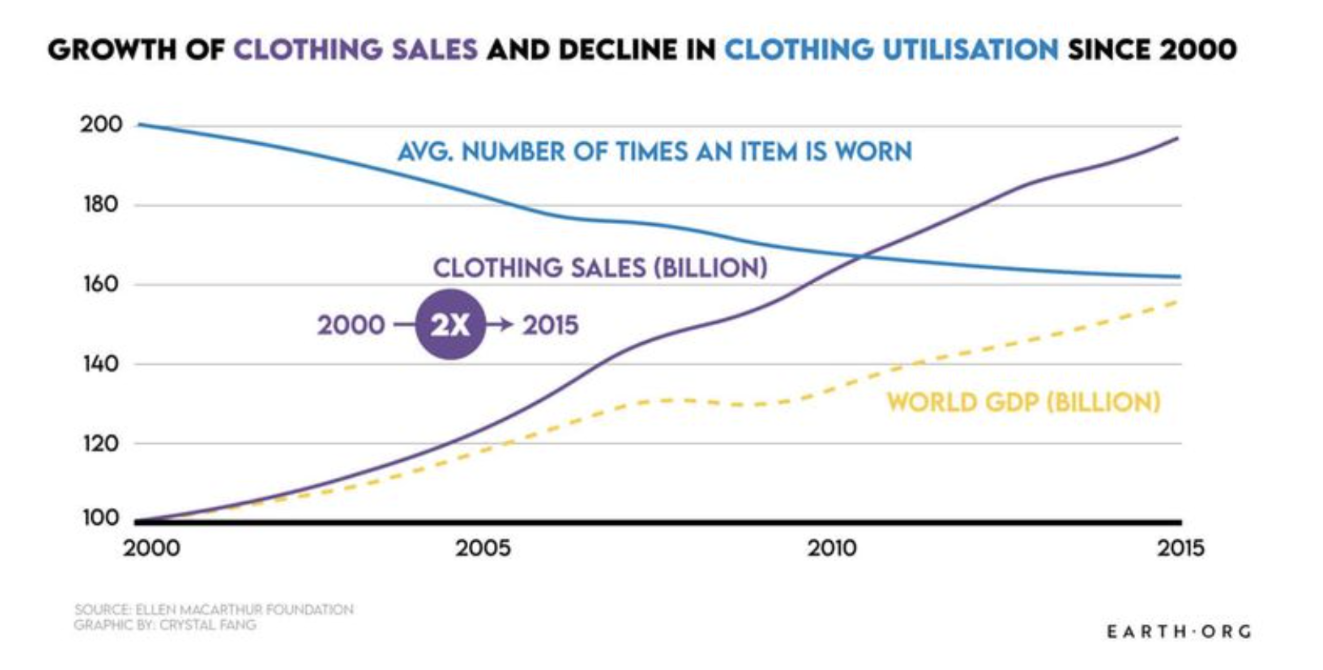 GROWTH OF CLOTHING SALES AND DECLINE IN CLOTHING UTILISATION SINCE 2000
200
AVG. NUMBER OF TIMES AN ITEM IS WORN
180
CLOTHING SALES (BILLION)
160
2000 2X 2015
140
WORLD GDP (BILLION)
120
100
2000 2005 2010 2015
SOURCE: ELLEN MACARTHUR FOUNDATION
GRAPHIC BY: CRYSTAL FANG
EARTH·ORG